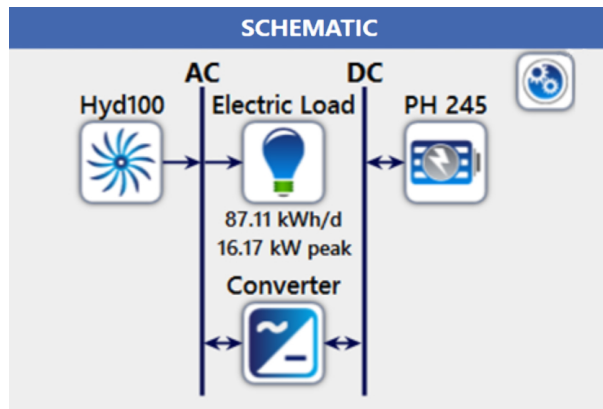 SCHEMATIC
AC DC
Hyd100 Electric Load PH 245
87.11 kWh/d
16.17 kW peak
Converter